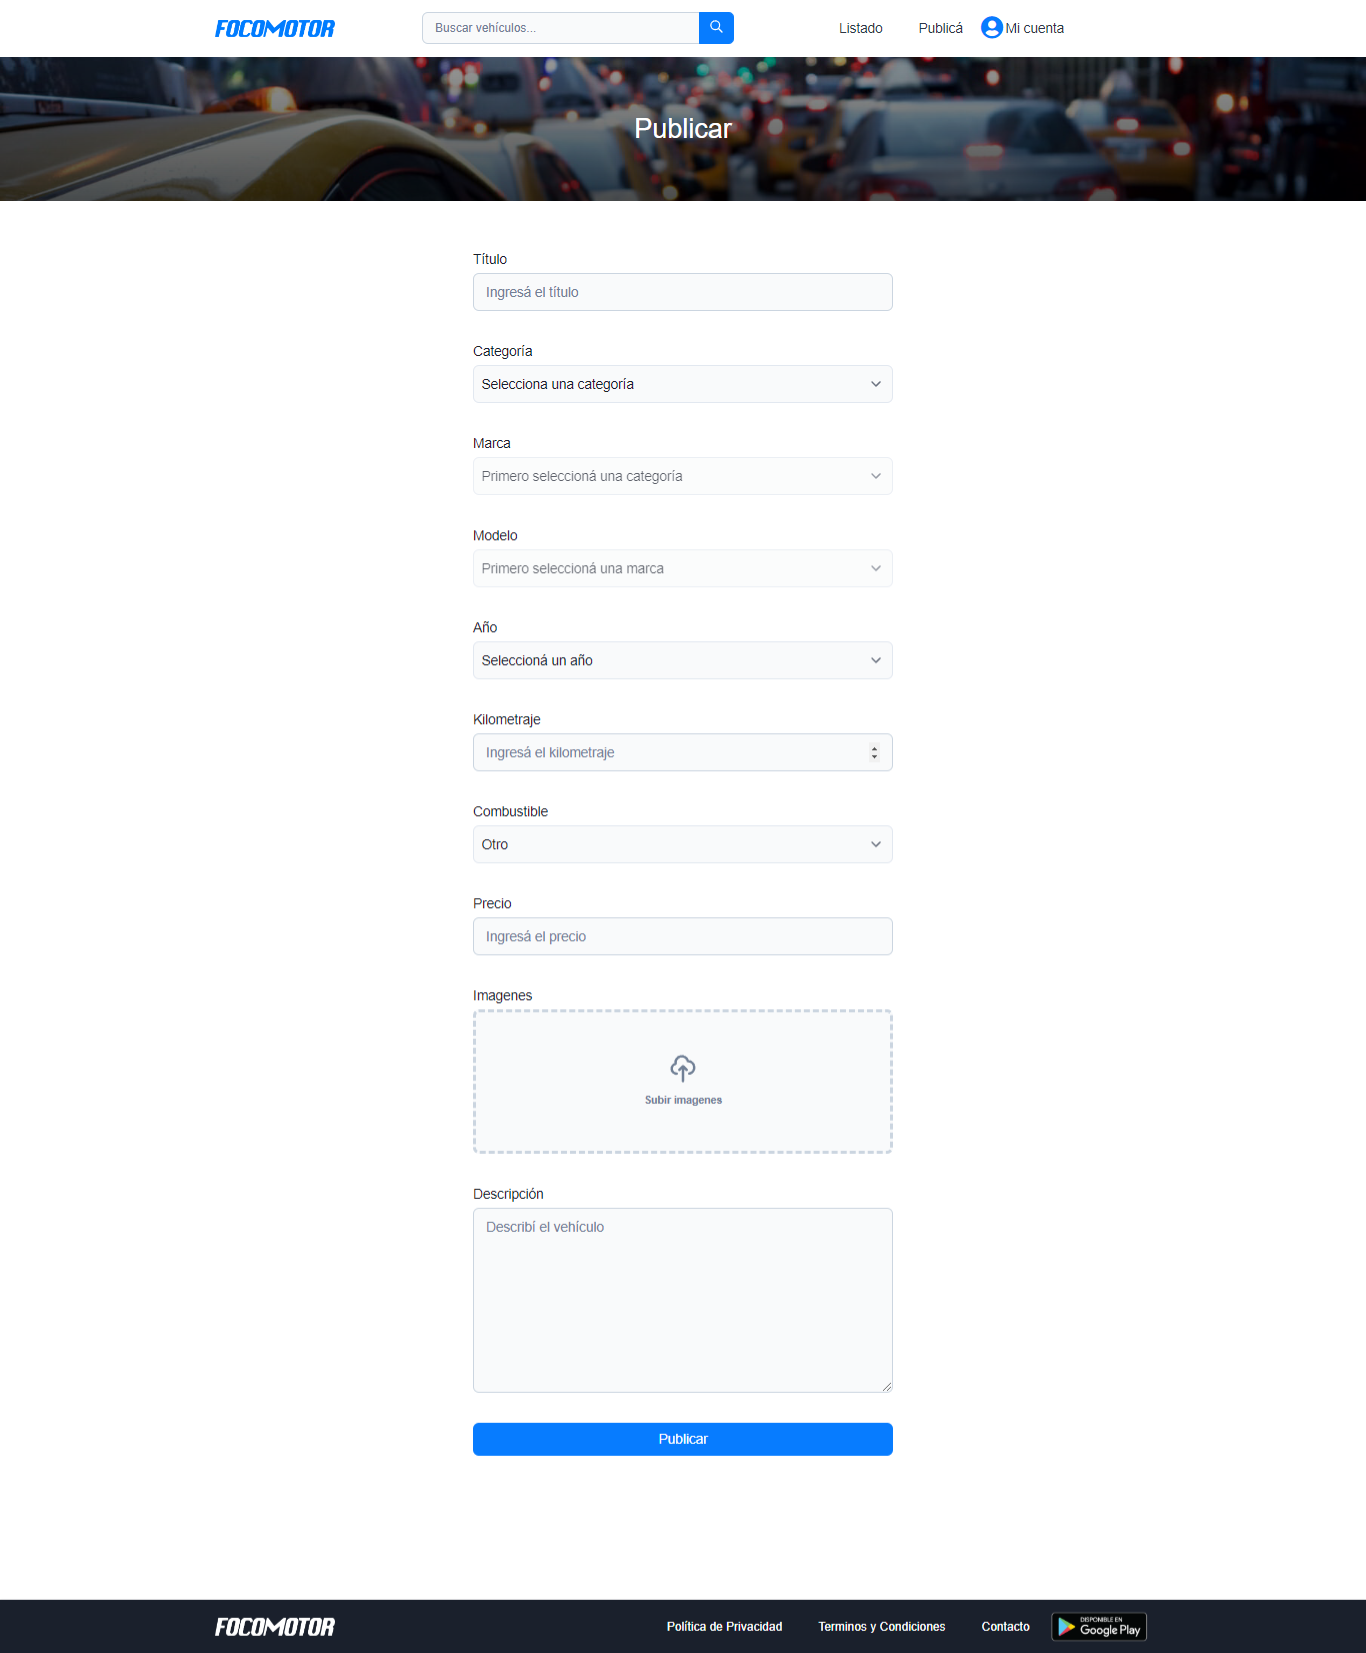 FOCOMOTOR
Buscar vehículos...
Listado
Publicá
Mi cuenta
Publicar
Título
Ingresá el título
Categoría
Selecciona una categoría
Marca
Primero seleccioná una categoría
Modelo
Primero seleccioná una marca
Año
Seleccioná un año
Kilometraje
Ingresá el kilometraje
Combustible
Otro
Precio
Ingresá el precio
Imagenes
Subir imagenes
Descripción
Describí el vehículo
Publicar
FOCOMOTOR
Política de Privacidad
Terminos y Condiciones
Contacto
DISPONIBLE EN
Google Play